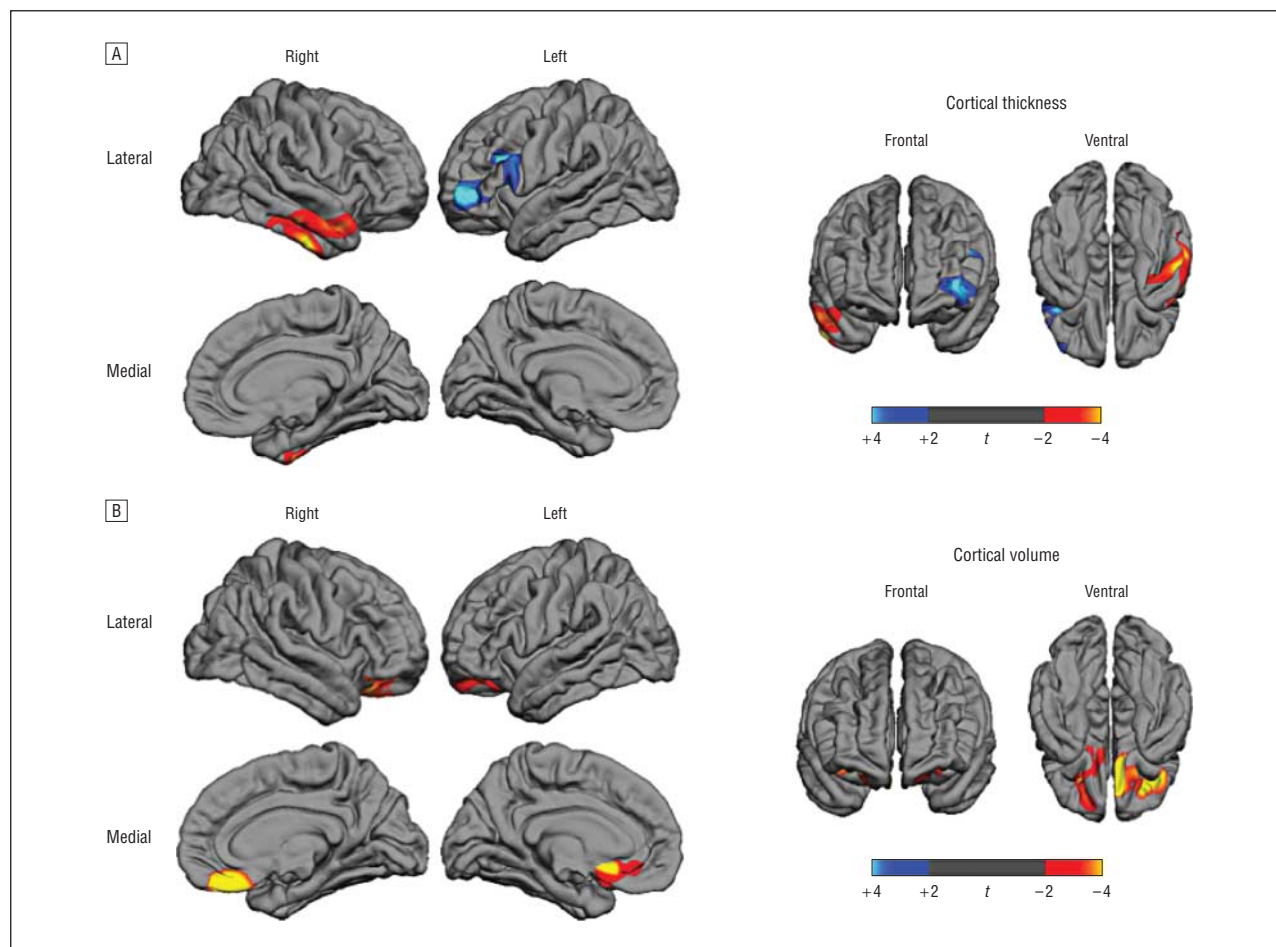 A
Right Left
Lateral
Medial
Cortical thickness
Frontal Ventral
+4 +2 t −2 −4
B
Right Left
Lateral
Medial
Cortical volume
Frontal Ventral
+4 +2 t −2 −4